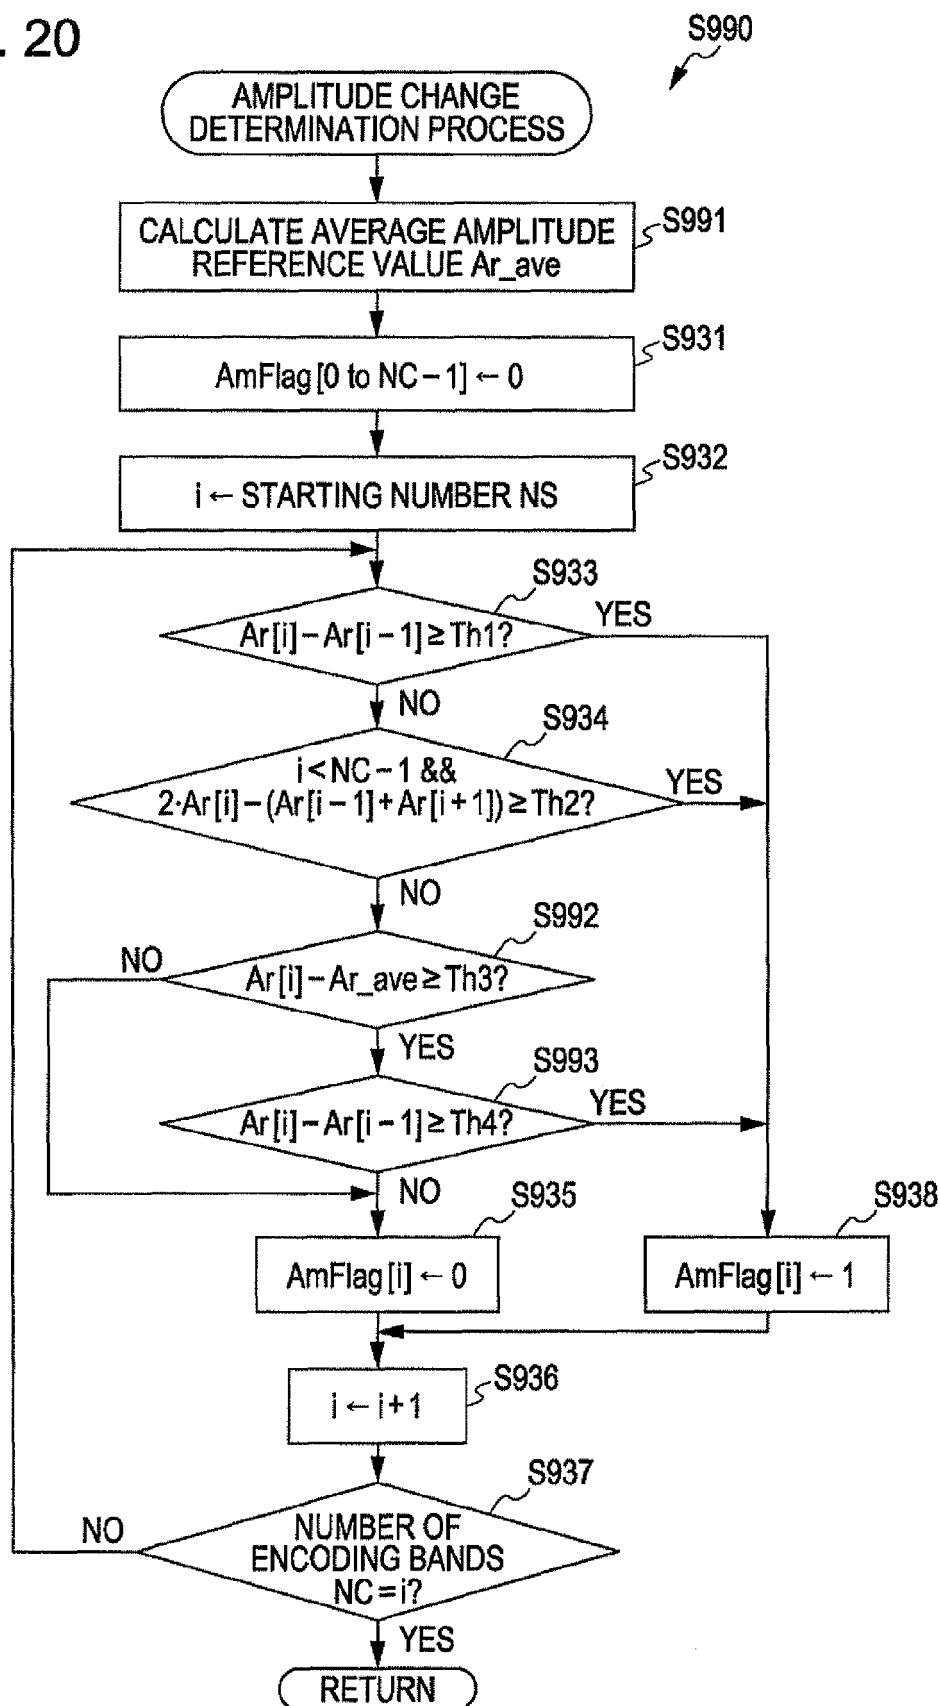 . 20
S990
AMPLITUDE CHANGE
DETERMINATION PROCESS
CALCULATE AVERAGE AMPLITUDE
REFERENCE VALUE Ar_ave
S991
AmFlag[0 to NC – 1] ← 0
S931
i ← STARTING NUMBER NS
S932
S933
Ar[i] – Ar[i – 1] ≥ Th1?
YES
NO
S934
i < NC – 1 &&
2·Ar[i] – (Ar[i – 1] + Ar[i + 1]) ≥ Th2?
YES
NO
S992
NO
Ar[i] – Ar_ave ≥ Th3?
YES
S993
Ar[i] – Ar[i – 1] ≥ Th4?
YES
NO
S935
AmFlag[i] ← 0
S938
AmFlag[i] ← 1
S936
i ← i + 1
S937
NO
NUMBER OF
ENCODING BANDS
NC = i?
YES
RETURN